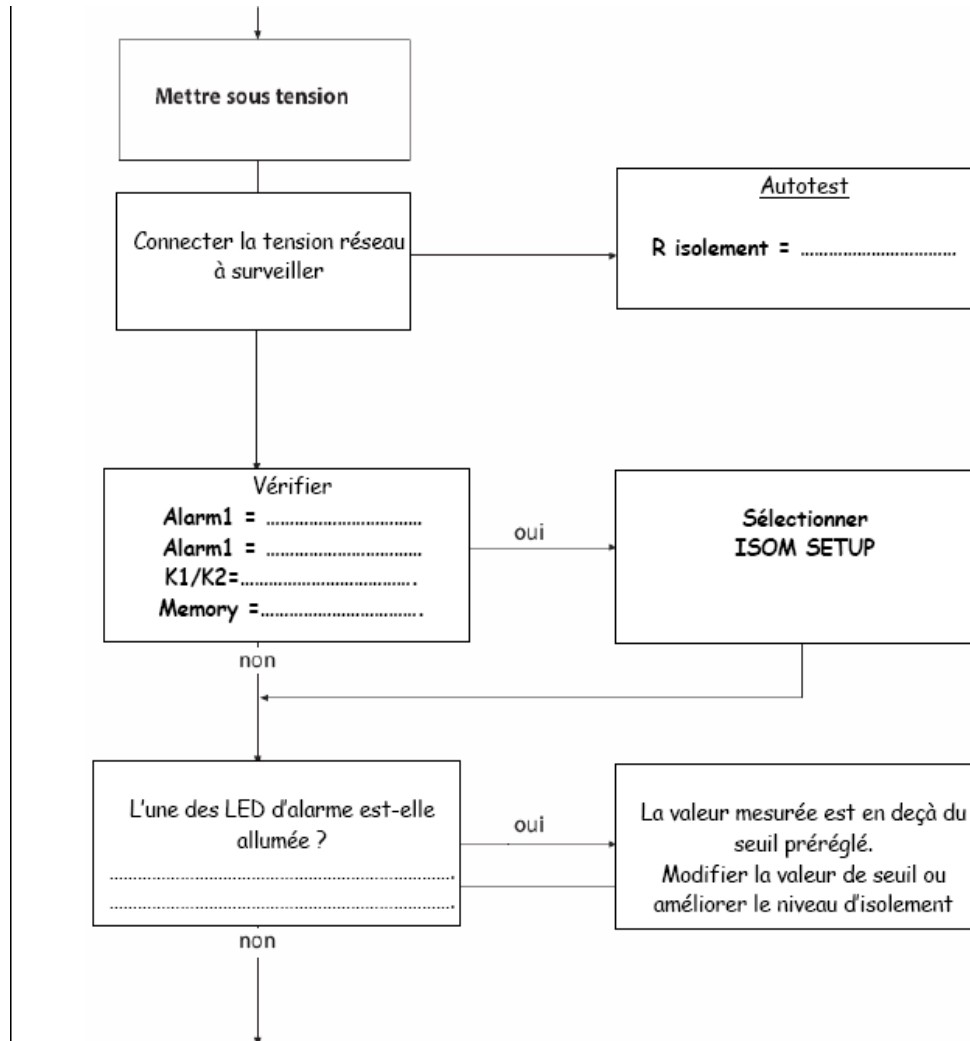 Mettre sous tension
Connecter la tension réseau
à surveiller
Autotest
R isolement = ......................................
Vérifier
Alarm1 = ......................................
Alarm1 = ......................................
K1/K2=.........................................
Memory =......................................
oui
Sélectionner
ISOM SETUP
non
L'une des LED d'alarme est-elle
allumée ?
..................................................................................
..................................................................................
oui
La valeur mesurée est en deçà du
seuil préréglé.
Modifier la valeur de seuil ou
améliorer le niveau d'isolement
non